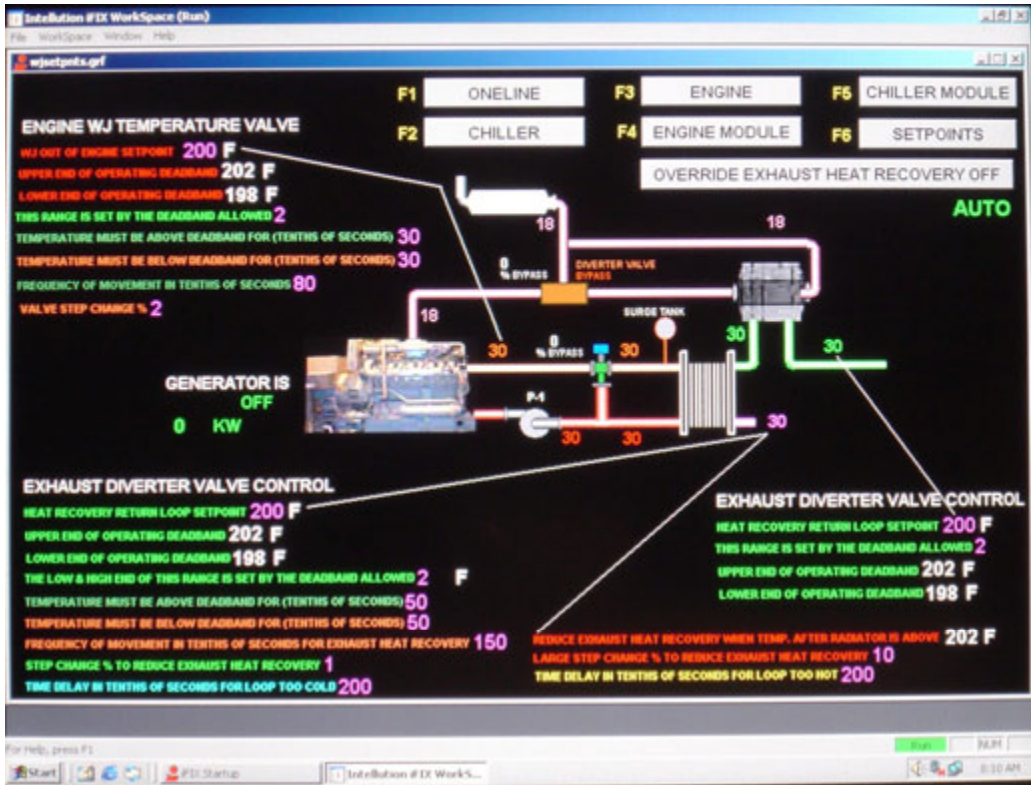 Intellution iFIX WorkSpace (Run)
File WorkSpace Window Help
wjsetpnts.grf
F1 ONELINE F3 ENGINE F5 CHILLER MODULE
F2 CHILLER F4 ENGINE MODULE F6 SETPOINTS
OVERRIDE EXHAUST HEAT RECOVERY OFF
AUTO
ENGINE WJ TEMPERATURE VALVE
WJ OUT OF ENGINE SETPOINT 200 F
UPPER END OF OPERATING DEADBAND 202 F
LOWER END OF OPERATING DEADBAND 198 F
THIS RANGE IS SET BY THE DEADBAND ALLOWED 2
TEMPERATURE MUST BE ABOVE DEADBAND FOR (TENTHS OF SECONDS) 30
TEMPERATURE MUST BE BELOW DEADBAND FOR (TENTHS OF SECONDS) 30
FREQUENCY OF MOVEMENT IN TENTHS OF SECONDS 80
VALVE STEP CHANGE % 2
18
18
0
% BYPASS
DIVERTER VALVE
BYPASS
18
SURGE TANK
30
0
% BYPASS
30
30
30
GENERATOR IS
OFF
0 KW
P-1
30
30
30
EXHAUST DIVERTER VALVE CONTROL
HEAT RECOVERY RETURN LOOP SETPOINT 200 F
UPPER END OF OPERATING DEADBAND 202 F
LOWER END OF OPERATING DEADBAND 198 F
THE LOW & HIGH END OF THIS RANGE IS SET BY THE DEADBAND ALLOWED 2 F
TEMPERATURE MUST BE ABOVE DEADBAND FOR (TENTHS OF SECONDS) 50
TEMPERATURE MUST BE BELOW DEADBAND FOR (TENTHS OF SECONDS) 50
FREQUENCY OF MOVEMENT IN TENTHS OF SECONDS FOR EXHAUST HEAT RECOVERY 150
STEP CHANGE % TO REDUCE EXHAUST HEAT RECOVERY 1
TIME DELAY IN TENTHS OF SECONDS FOR LOOP TOO COLD 200
EXHAUST DIVERTER VALVE CONTROL
HEAT RECOVERY RETURN LOOP SETPOINT 200 F
THIS RANGE IS SET BY THE DEADBAND ALLOWED 2
UPPER END OF OPERATING DEADBAND 202 F
LOWER END OF OPERATING DEADBAND 198 F
REDUCE EXHAUST HEAT RECOVERY WHEN TEMP. AFTER RADIATOR IS ABOVE 202 F
LARGE STEP CHANGE % TO REDUCE EXHAUST HEAT RECOVERY 10
TIME DELAY IN TENTHS OF SECONDS FOR LOOP TOO HOT 200
For Help, press F1
Run NUM
Start
iFIX Startup
Intellution iFIX WorkS...
8:10 AM